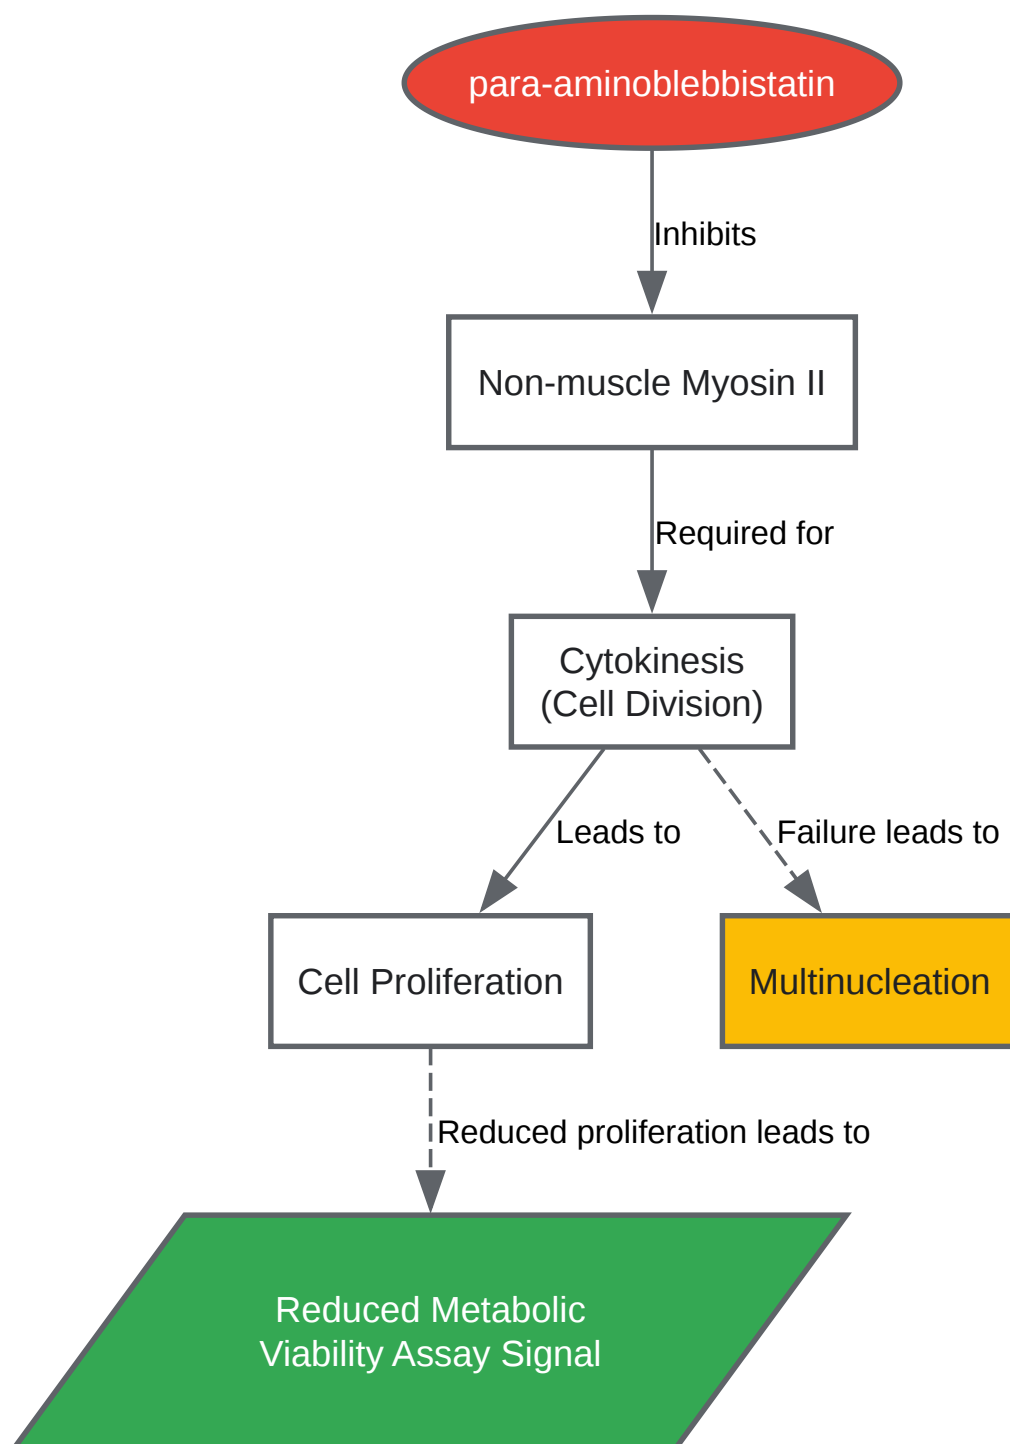 para-aminoblebbistatin
Inhibits
Non-muscle Myosin II
Required for
Cytokinesis
(Cell Division)
Leads to
Failure leads to
Cell Proliferation
Multinucleation
Reduced proliferation leads to
Reduced Metabolic
Viability Assay Signal